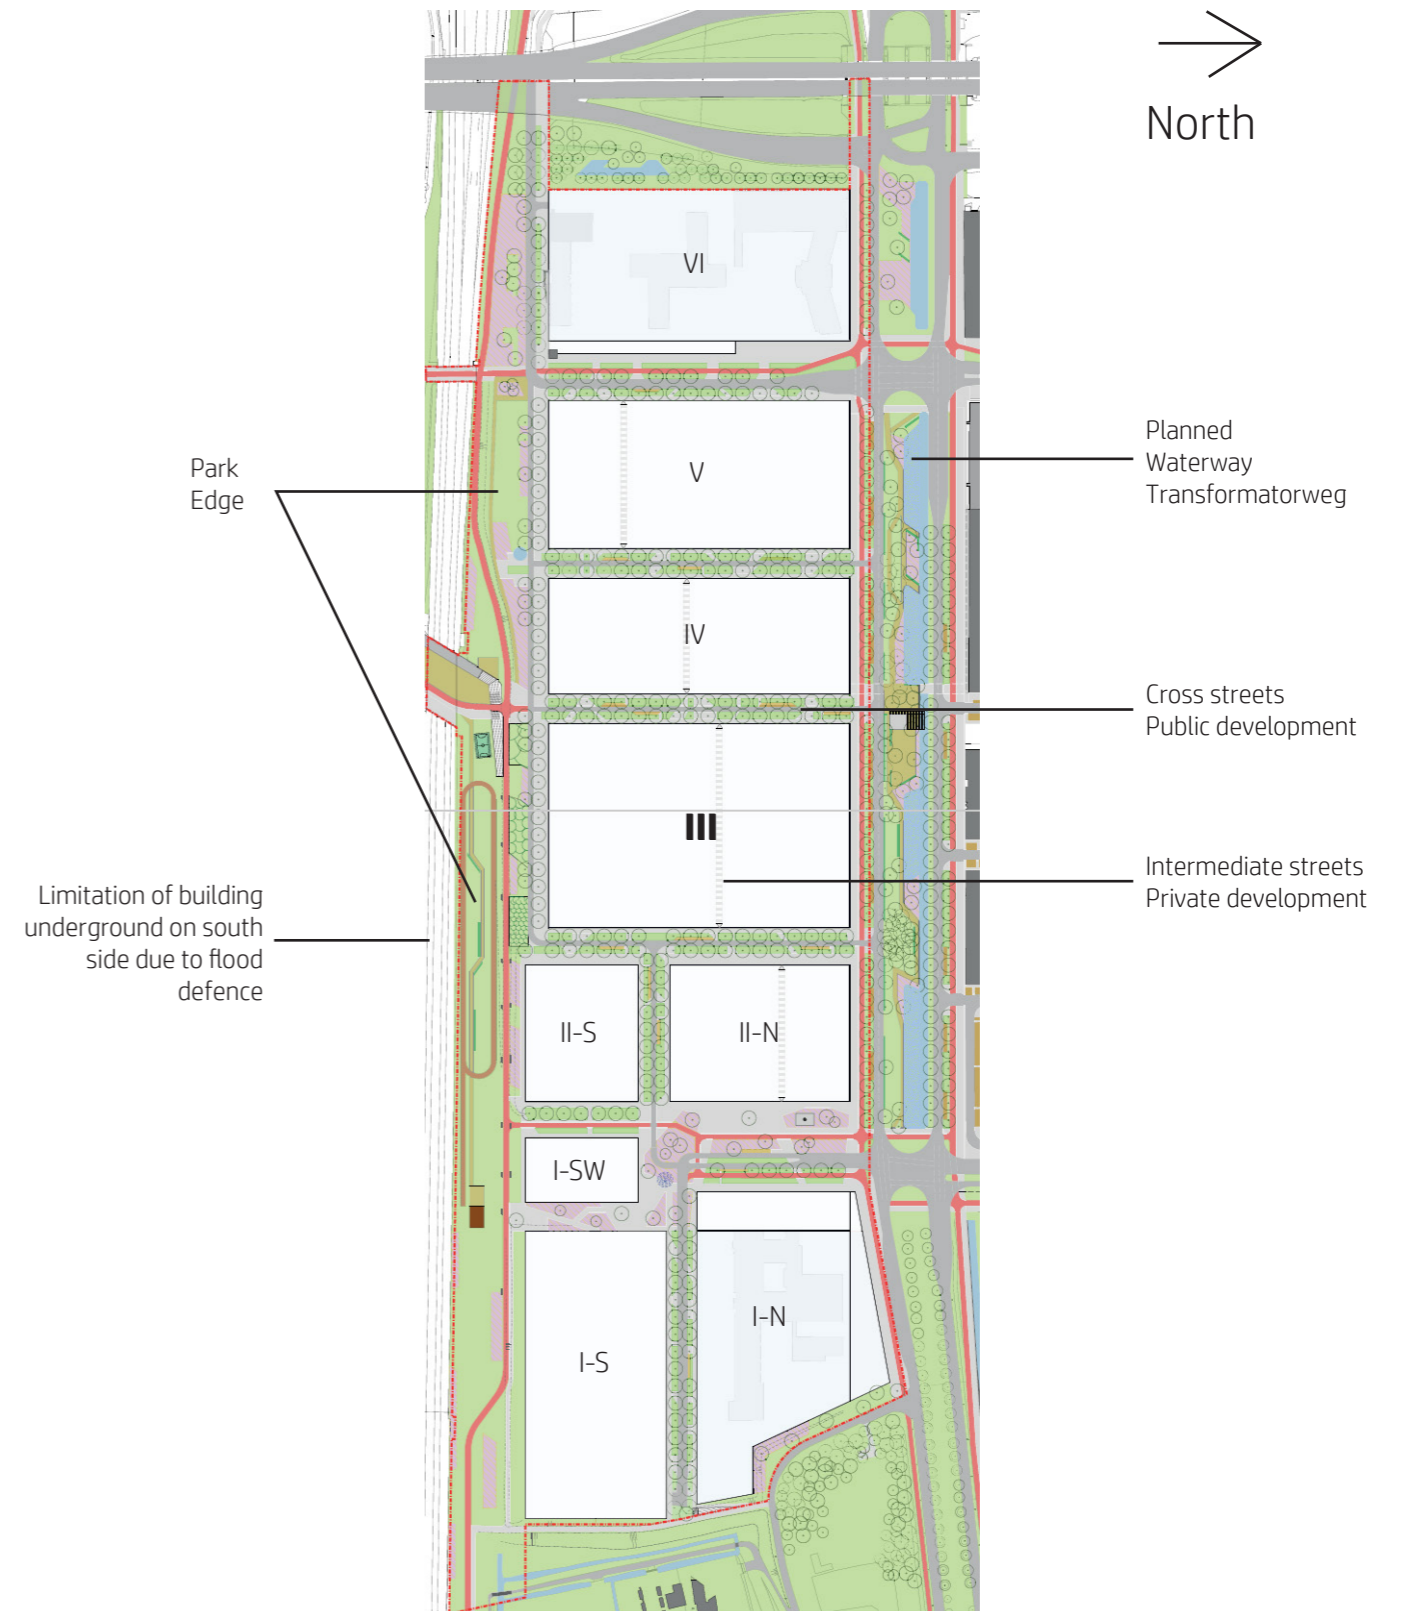 North
VI
V
Planned
Waterway
Transformatorweg
Park
Edge
IV
Cross streets
Public development
III
Intermediate streets
Private development
Limitation of building
underground on south
side due to flood
defence
II-S
II-N
I-SW
I-N
I-S